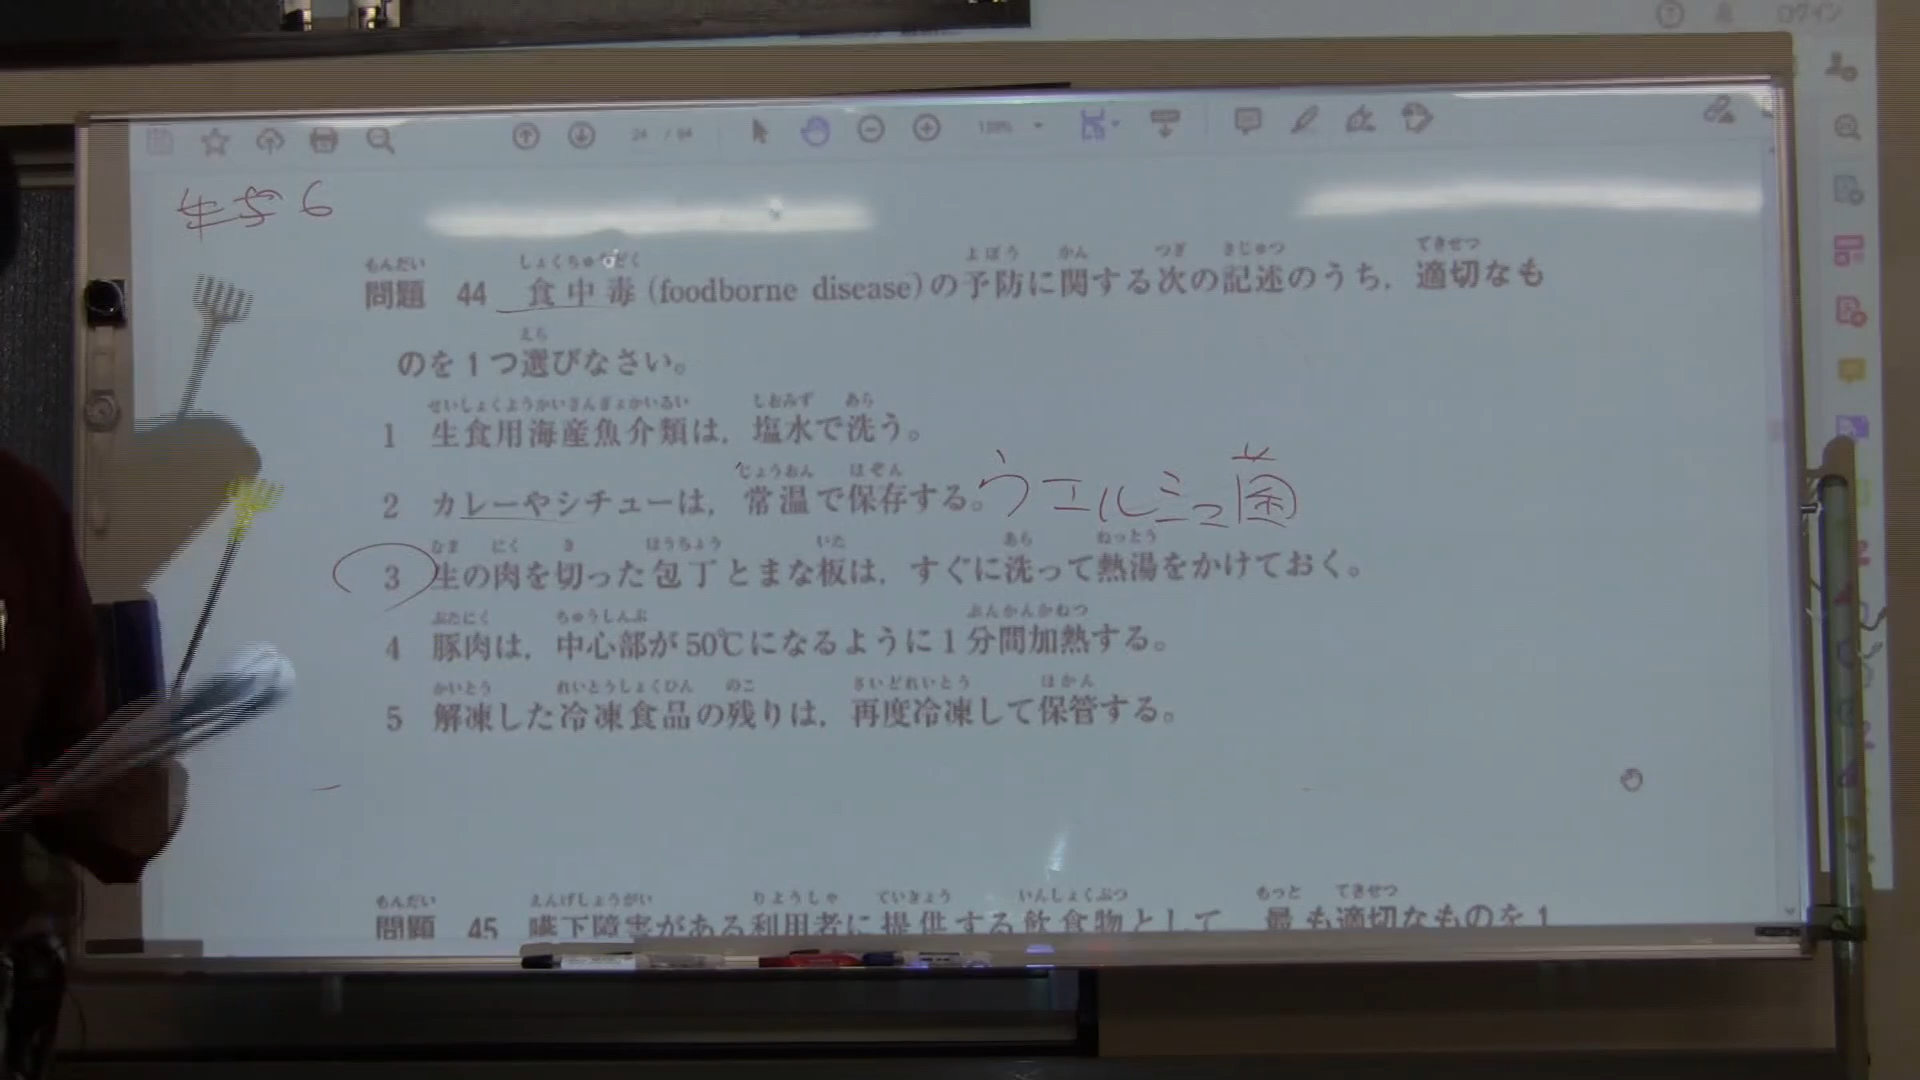 ログイン
24 / 64
生学6
もんだい しょくちゅうどく よぼう かん つぎ きじゅつ てきせつ
問題 44 食中毒(foodborne disease)の予防に関する次の記述のうち，適切なも
えら
のを1つ選びなさい。
せいしょくようかいさんぎょかいるい しおみず あら
1 生食用海産魚介類は，塩水で洗う。
じょうおん ほぞん
2 カレーやシチューは，常温で保存する。ウエルシュ菌
なま にく き ほうちょう いた あら ねっとう
3 生の肉を切った包丁とまな板は，すぐに洗って熱湯をかけておく。
ぶたにく ちゅうしんぶ ぷんかんかねつ
4 豚肉は，中心部が50℃になるように1分間加熱する。
かいとう れいとうしょくひん のこ さいどれいとう ほかん
5 解凍した冷凍食品の残りは，再度冷凍して保管する。
もんだい えんげしょうがい りようしゃ ていきょう いんしょくぶつ もっと てきせつ
問題 45 嚥下障害がある利用者に提供する飲食物として，最も適切なものを1